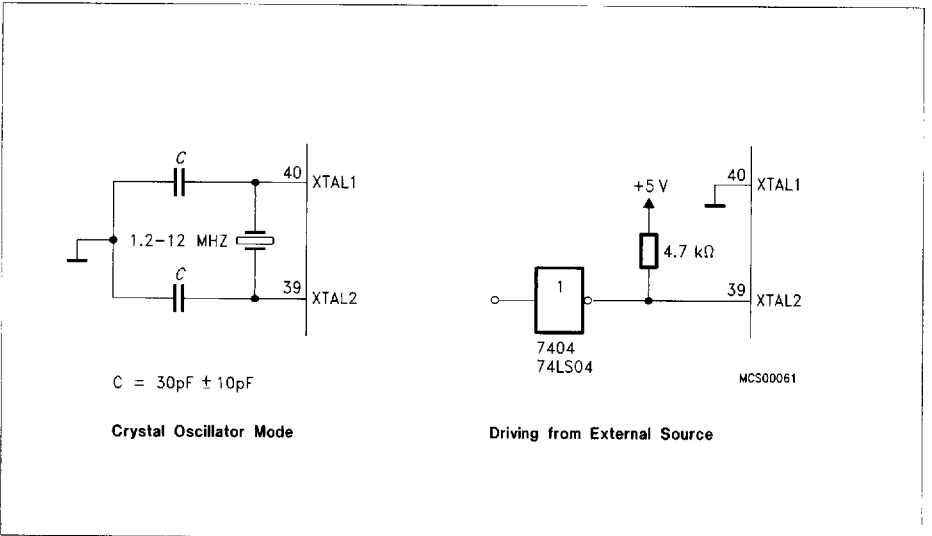 C
40
XTAL1
1.2-12 MHZ
C
39
XTAL2
C = 30pF ± 10pF
Crystal Oscillator Mode
+5 V
40
XTAL1
4.7 kΩ
1
39
XTAL2
7404
74LS04
MCS00061
Driving from External Source